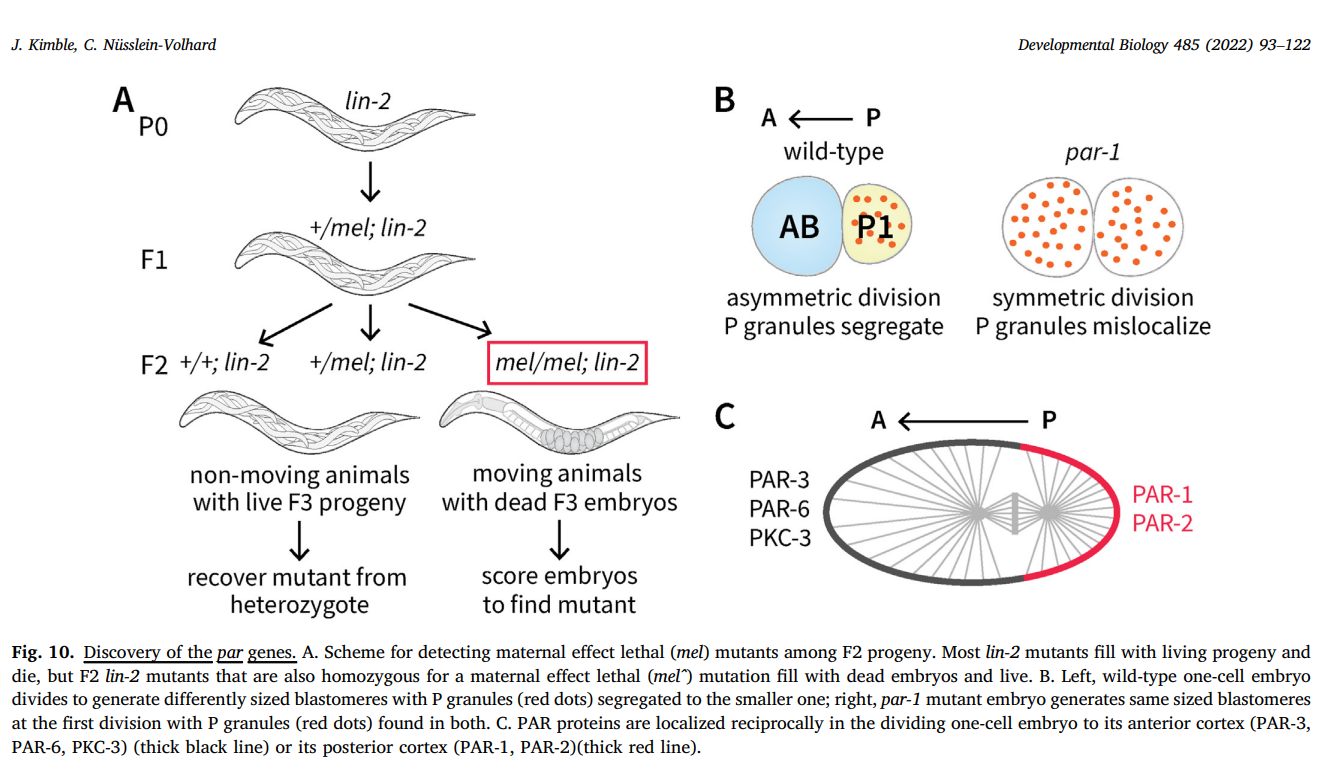 J. Kimble, C. Nüsslein-Volhard
Developmental Biology 485 (2022) 93–122
A
P0
lin-2
F1
+/mel; lin-2
F2
+/+; lin-2
+/mel; lin-2
mel/mel; lin-2
non-moving animals
with live F3 progeny
recover mutant from
heterozygote
moving animals
with dead F3 embryos
score embryos
to find mutant
B
A
P
wild-type
AB
P1
asymmetric division
P granules segregate
par-1
symmetric division
P granules mislocalize
C
A
P
PAR-3
PAR-6
PKC-3
PAR-1
PAR-2
Fig. 10. Discovery of the par genes. A. Scheme for detecting maternal effect lethal (mel) mutants among F2 progeny. Most lin-2 mutants fill with living progeny and
die, but F2 lin-2 mutants that are also homozygous for a maternal effect lethal (melˆ) mutation fill with dead embryos and live. B. Left, wild-type one-cell embryo
divides to generate differently sized blastomeres with P granules (red dots) segregated to the smaller one; right, par-1 mutant embryo generates same sized blastomeres
at the first division with P granules (red dots) found in both. C. PAR proteins are localized reciprocally in the dividing one-cell embryo to its anterior cortex (PAR-3,
PAR-6, PKC-3) (thick black line) or its posterior cortex (PAR-1, PAR-2)(thick red line).